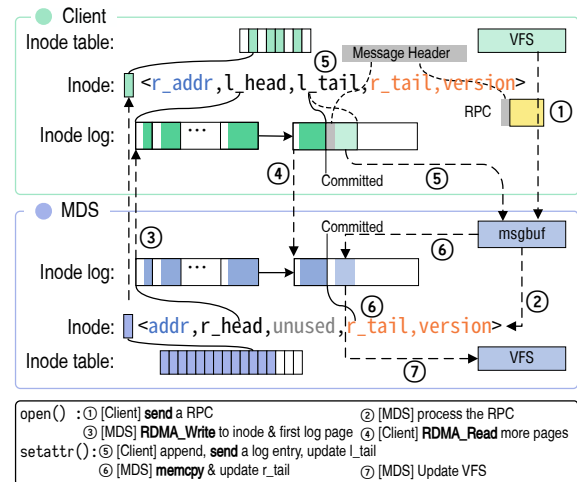 Client
Inode table:
Message Header
VFS
⑤
Inode: <r_addr,l_head,l_tail,r_tail,version>
RPC
①
Inode log:
...
④
Committed
⑤
MDS
③
Committed
msgbuf
⑥
Inode log:
...
⑥
②
Inode: <addr,r_head,unused,r_tail,version>
Inode table:
⑦
VFS
open() :① [Client] send a RPC ② [MDS] process the RPC
③ [MDS] RDMA_Write to inode & first log page ④ [Client] RDMA_Read more pages
setattr():⑤ [Client] append, send a log entry, update l_tail
⑥ [MDS] memcpy & update r_tail ⑦ [MDS] Update VFS